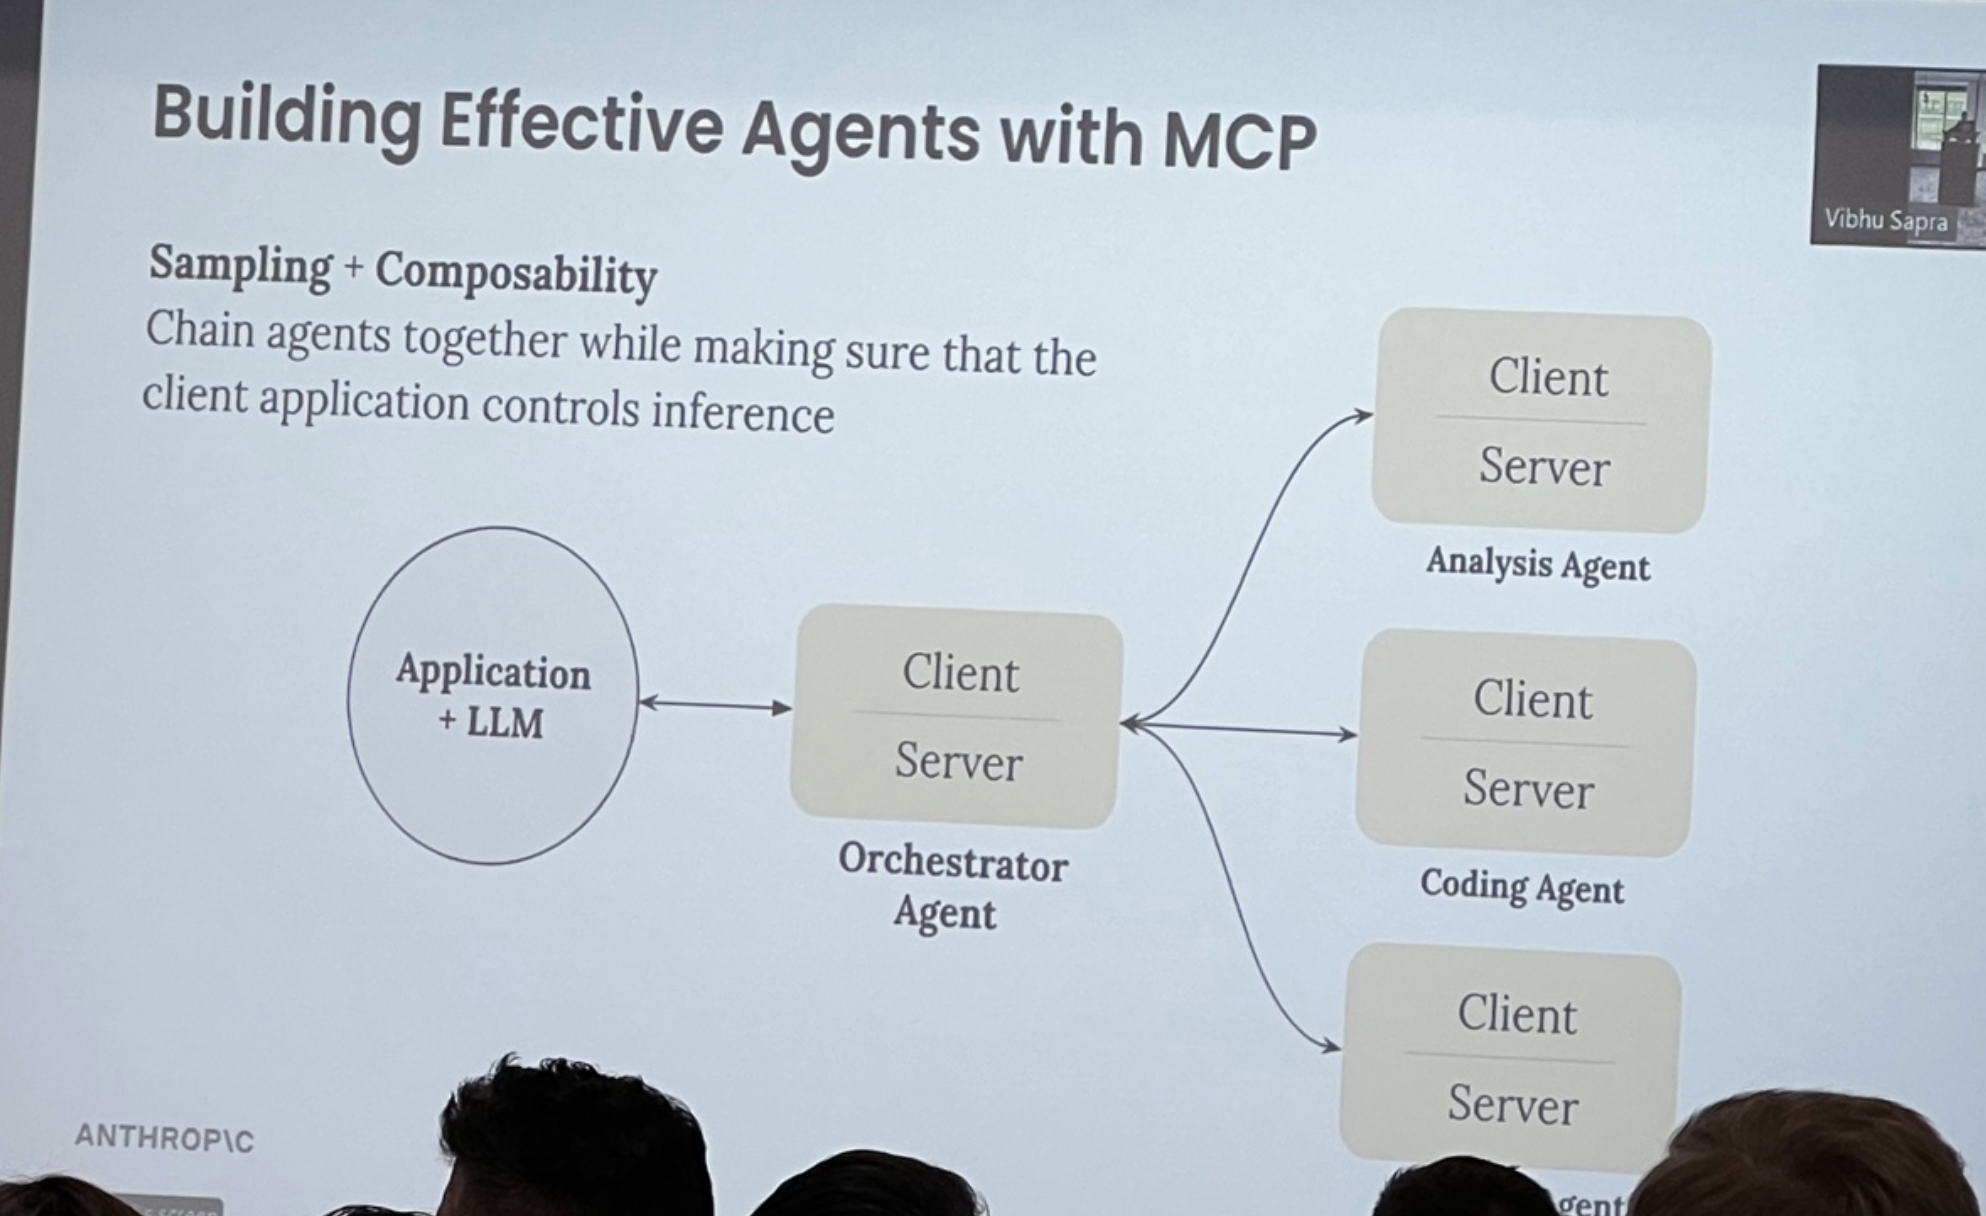 Building Effective Agents with MCP
Vibhu Sapra
Sampling + Composability
Chain agents together while making sure that the
client application controls inference
Application
+ LLM
Client
Server
Orchestrator
Agent
Client
Server
Analysis Agent
Client
Server
Coding Agent
Client
Server
ANTHROP\C